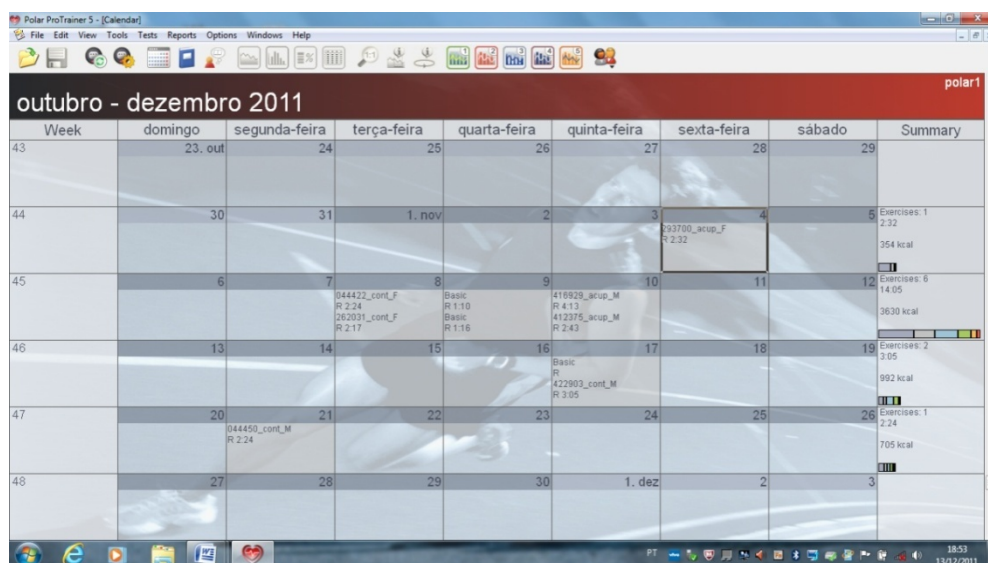 Polar ProTrainer 5 - [Calendar]
File Edit View Tools Tests Reports Options Windows Help
polar1
outubro - dezembro 2011
Week domingo segunda-feira terça-feira quarta-feira quinta-feira sexta-feira sábado Summary
43 23. out 24 25 26 27 28 29
44 30 31 1. nov 2 3 4 5 Exercises: 1
293700_acup_F 2:32
R 2:32
354 kcal
45 6 7 8 9 10 11 12 Exercises: 6
044422_cont_F Basic 416929_acup_M 14:05
R 2:24 R 1:10 R 4:13
262031_cont_F Basic 412375_acup_M 3630 kcal
R 2:17 R 1:16 R 2:43
46 13 14 15 16 17 18 19 Exercises: 2
Basic 3:05
R
422903_cont_M 992 kcal
R 3:05
47 20 21 22 23 24 25 26 Exercises: 1
044450_cont_M 2:24
R 2:24
705 kcal
48 27 28 29 30 1. dez 2 3
PT 18:53
13/12/2011